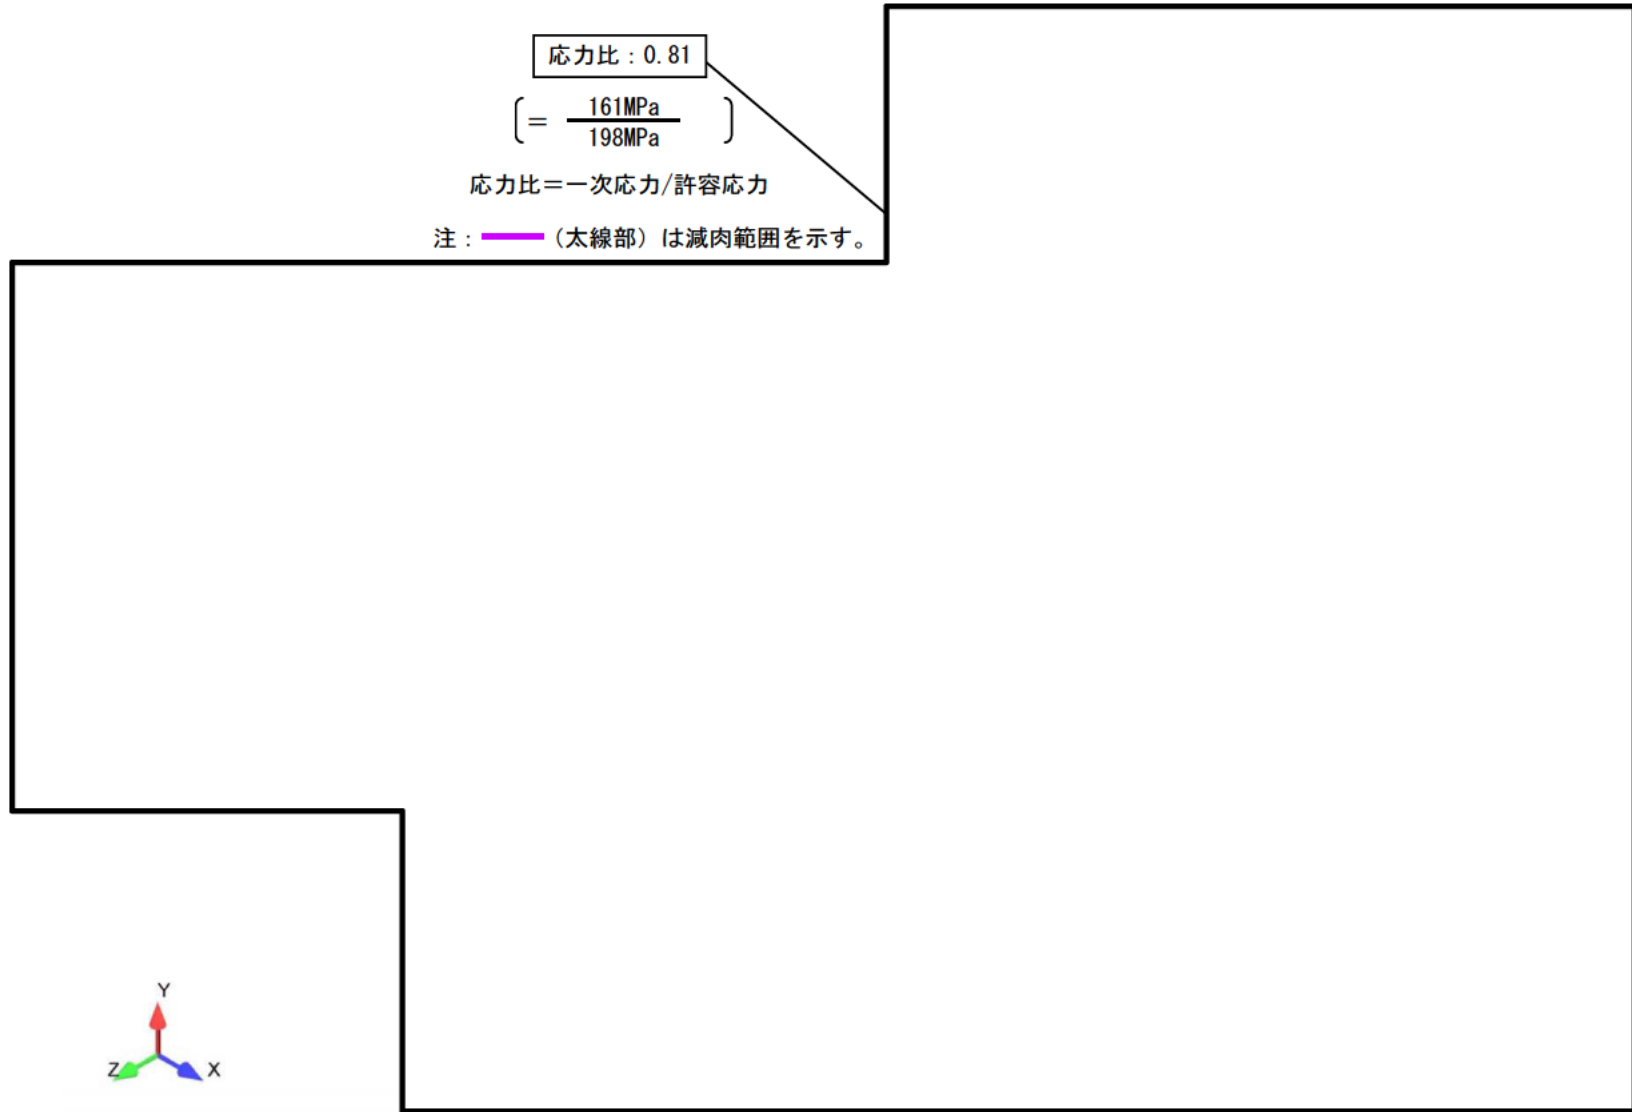 応力比：0.81
〔＝ 161MPa
198MPa 〕
応力比＝一次応力/許容応力
注：（太線部）は減肉範囲を示す。
Y
Z
X